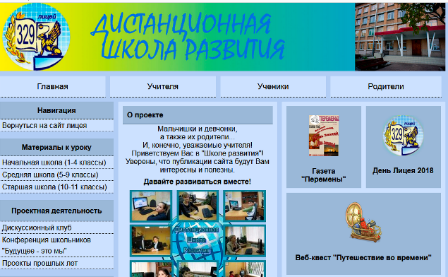 ЛИЦЕЙ
329
ДИСТАНЦИОННАЯ
ШКОЛА РАЗВИТИЯ
Главная
Учителя
Ученики
Родители
Навигация
Вернуться на сайт лицея
Материалы к уроку
Начальная школа (1-4 классы)
Средняя школа (5-9 классы)
Старшая школа (10-11 классы)
Проектная деятельность
Дискуссионный клуб
Конференция школьников
"Будущее - это мы"
Проекты прошлых лет
О проекте
Мальчишки и девчонки,
а также их родители...
И, конечно, уважаемые учителя!
Приветствуем Вас в "Школе развития"!
Уверены, что публикации сайта будут Вам
интересны и полезны.
Давайте развиваться вместе!
Дистанционная
Школа
Развития
Газета
"Перемены"
329
День Лицея 2018
Веб-квест "Путешествие во времени"